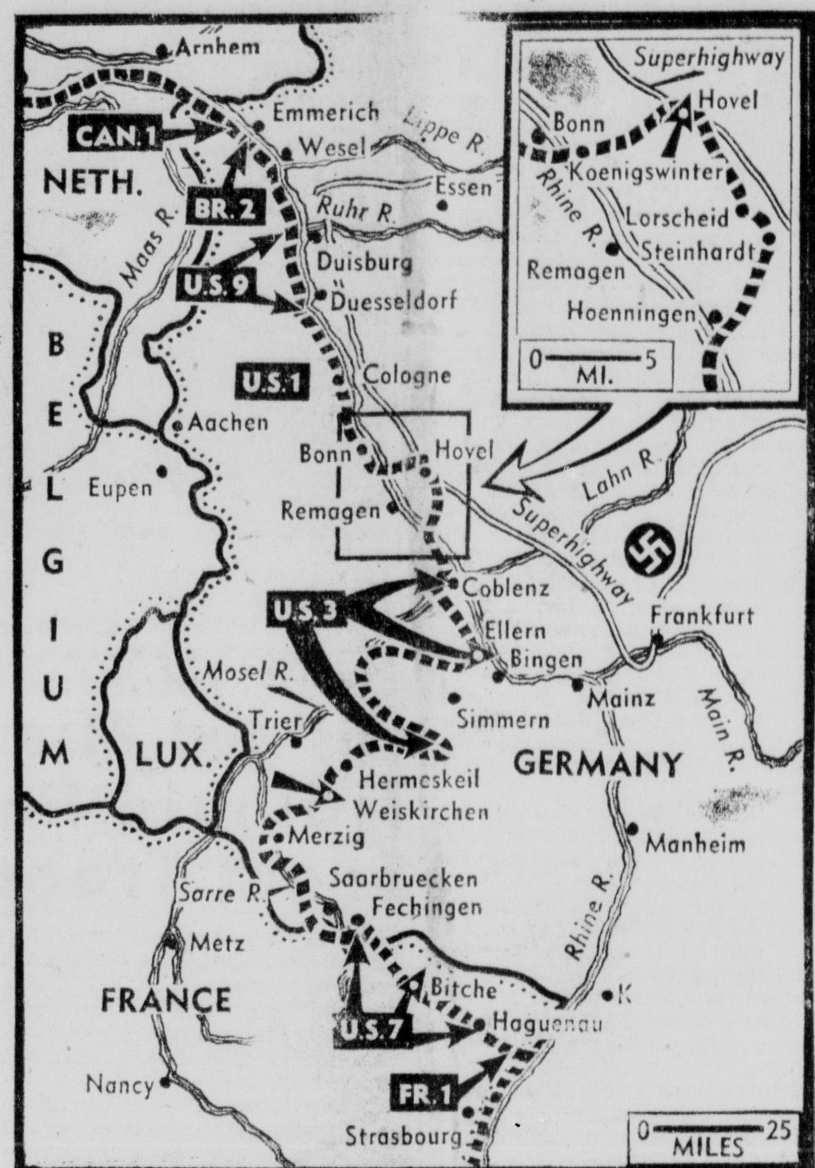 Arnhem
Superhighway
Hovel
Bonn
Koenigswinter
Rhine R.
Lorscheid
Steinhardt
Remagen
Hoenningen
0 5
MI.
Emmerich
CAN.1
Wesel
Lippe R.
NETH.
BR.2
Essen
Ruhr R.
Maas R.
Duisburg
U.S.9
Duesseldorf
U.S.1
Cologne
BELGIUM
Aachen
Bonn
Hovel
Eupen
Lahn R.
Remagen
Superhighway
Coblenz
U.S.3
Ellern
Frankfurt
Bingen
Mosel R.
Mainz
Main R.
Simmern
Trier
LUX.
GERMANY
Hermeskeil
Weiskirchen
Merzig
Manheim
Saarbruecken
Sarre R.
Fechingen
Rhine R.
Metz
Bitche
K
FRANCE
Haguenau
U.S.7
FR.1
Nancy
Strasbourg
0 25
MILES